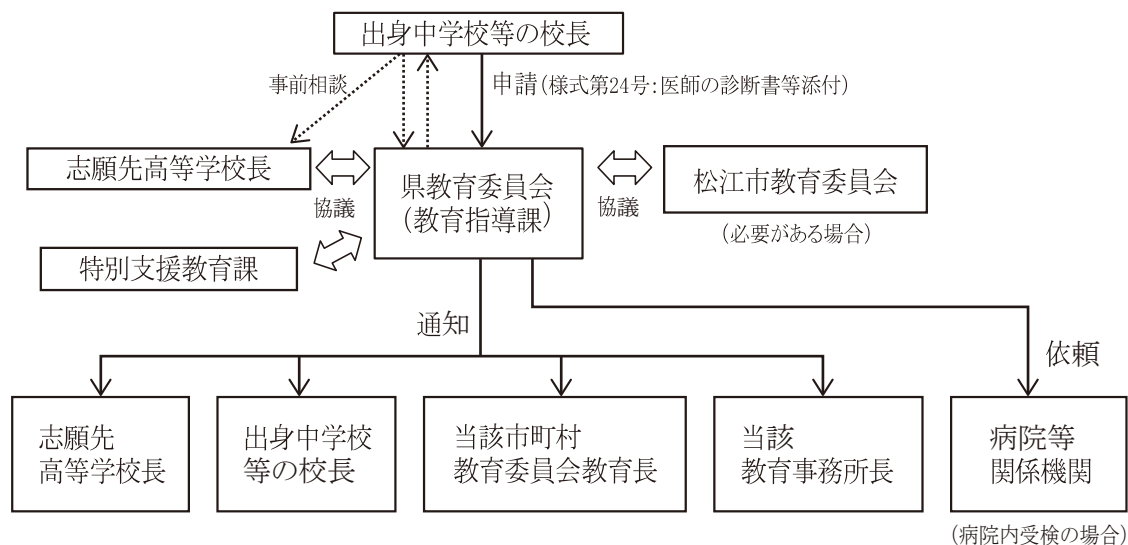 出身中学校等の校長
事前相談
申請(様式第24号:医師の診断書等添付)
志願先高等学校長
協議
県教育委員会
(教育指導課)
協議
松江市教育委員会
(必要がある場合)
特別支援教育課
通知
依頼
志願先
高等学校長
出身中学校
等の校長
当該市町村
教育委員会教育長
当該
教育事務所長
病院等
関係機関
(病院内受検の場合)